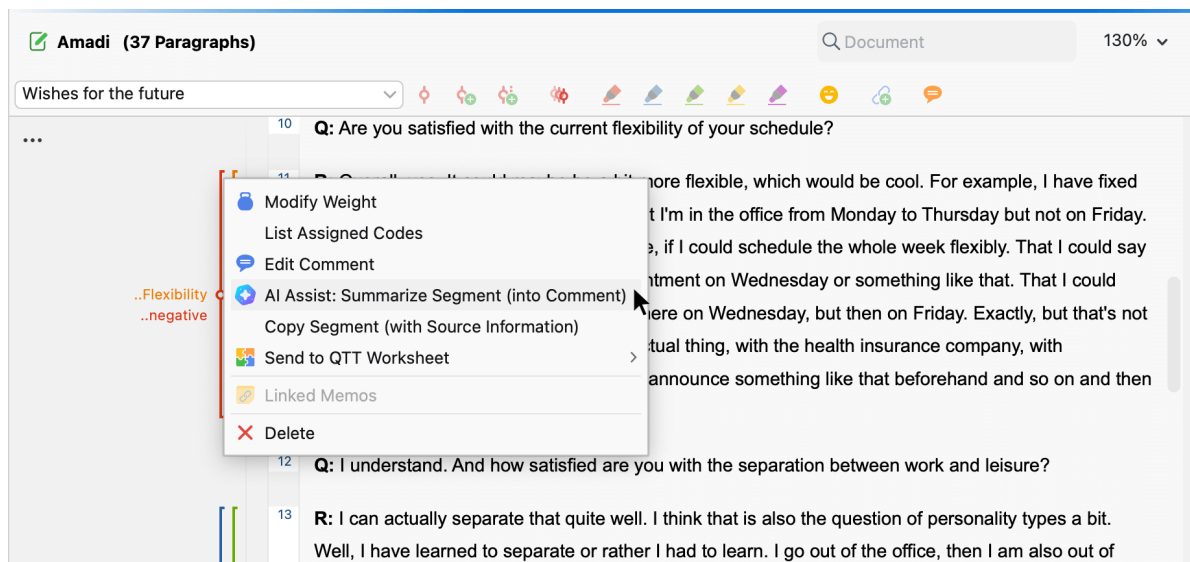 Amadi (37 Paragraphs)
Document
130%
Wishes for the future
10 Q: Are you satisfied with the current flexibility of your schedule?
more flexible, which would be cool. For example, I have fixed
t I'm in the office from Monday to Thursday but not on Friday.
e, if I could schedule the whole week flexibly. That I could say
ntment on Wednesday or something like that. That I could
ere on Wednesday, but then on Friday. Exactly, but that's not
tual thing, with the health insurance company, with
announce something like that beforehand and so on and then
..Flexibility
..negative
Modify Weight
List Assigned Codes
Edit Comment
AI Assist: Summarize Segment (into Comment)
Copy Segment (with Source Information)
Send to QTT Worksheet
Linked Memos
Delete
12 Q: I understand. And how satisfied are you with the separation between work and leisure?
13 R: I can actually separate that quite well. I think that is also the question of personality types a bit.
Well, I have learned to separate or rather I had to learn. I go out of the office, then I am also out of